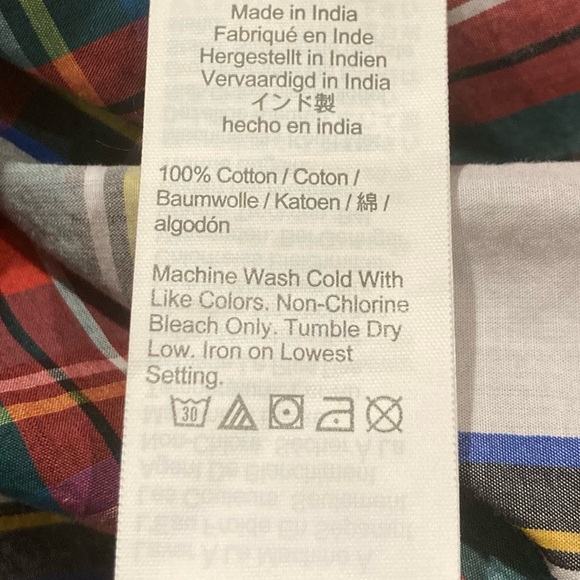 Made in India
Fabriqué en Inde
Hergestellt in Indien
Vervaardigd in India
インド製
hecho en india
100% Cotton / Coton /
Baumwolle / Katoen / 綿 /
algodón
Machine Wash Cold With
Like Colors. Non-Chlorine
Bleach Only. Tumble Dry
Low. Iron on Lowest
Setting.
30